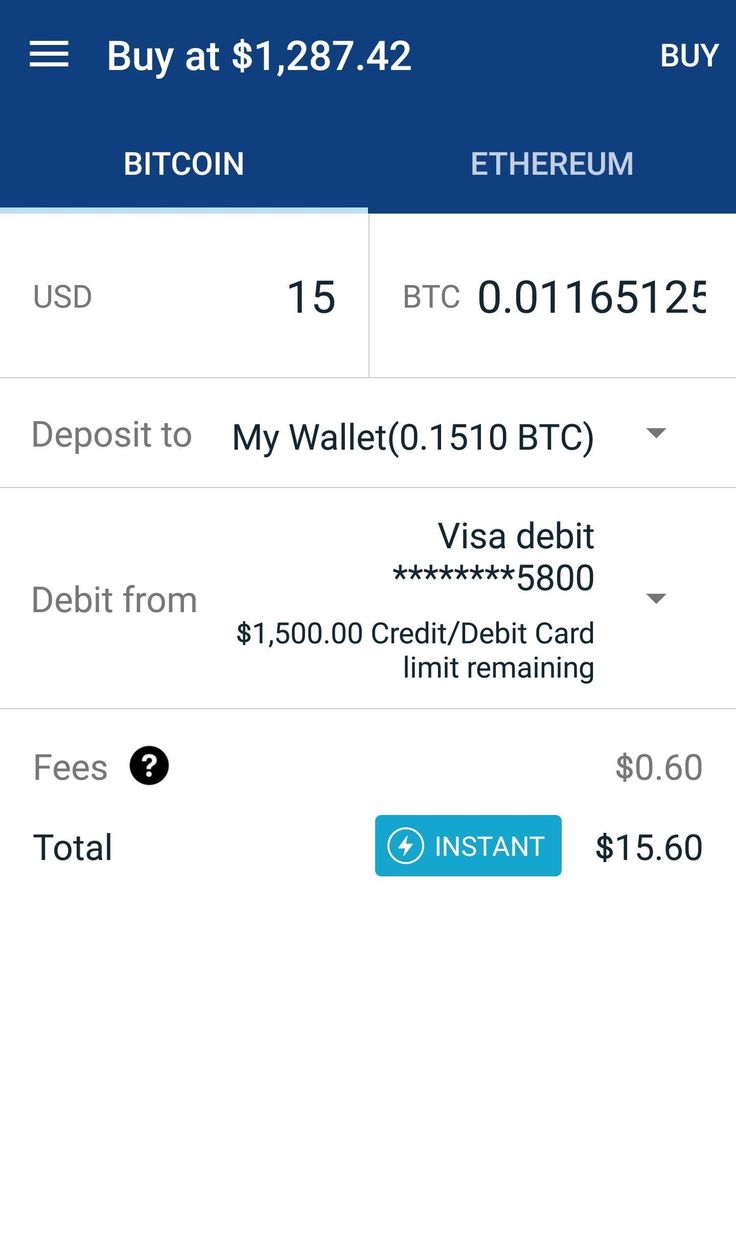 Buy at $1,287.42
BUY
BITCOIN
ETHEREUM
USD 15
BTC 0.01165125
Deposit to My Wallet(0.1510 BTC)
Debit from
Visa debit
********5800
$1,500.00 Credit/Debit Card
limit remaining
Fees ? $0.60
Total INSTANT $15.60